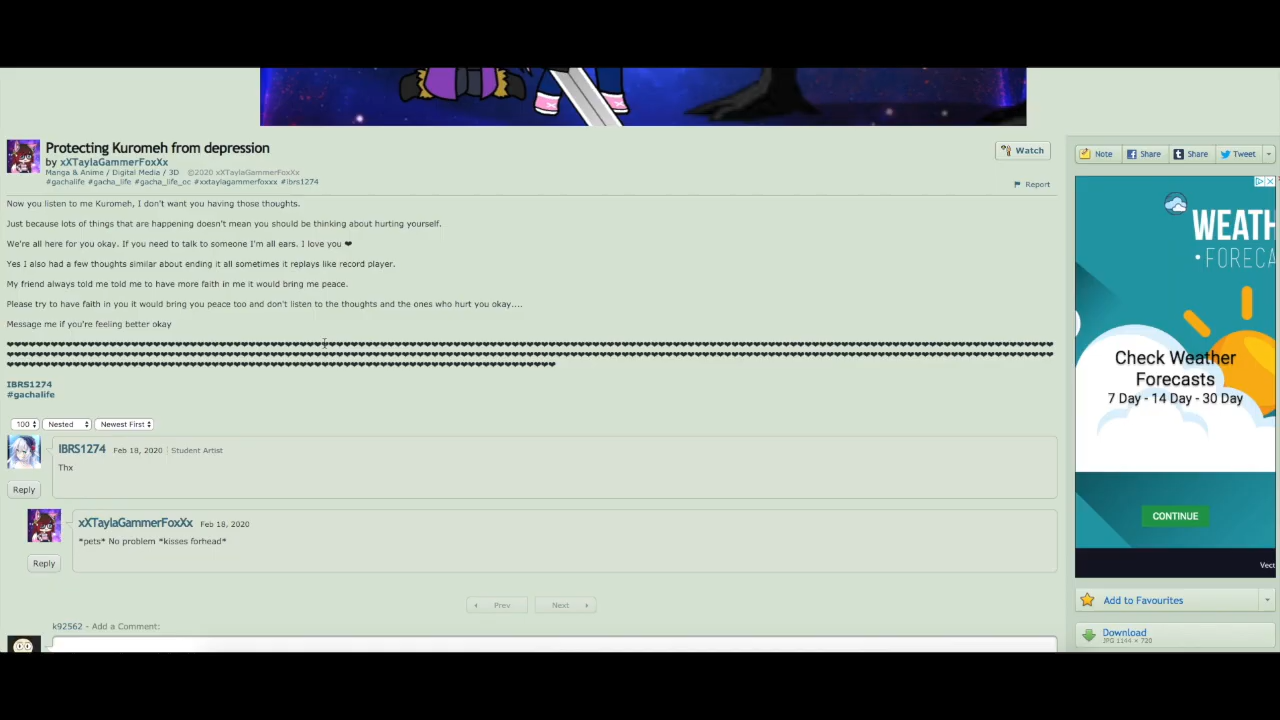 Protecting Kuromeh from depression
by xXTaylaGammerFoxXx
Manga & Anime / Digital Media / 3D ©2020 xXTaylaGammerFoxXx
#gachalife #gacha_life #gacha_life_oc #xxtaylagammerfoxxx #ibrs1274
Watch
Report
Now you listen to me Kuromeh, I don't want you having those thoughts.
Just because lots of things that are happening doesn't mean you should be thinking about hurting yourself.
We're all here for you okay. If you need to talk to someone I'm all ears. I love you ❤
Yes I also had a few thoughts similar about ending it all sometimes it replays like record player.
My friend always told me told me to have more faith in me it would bring me peace.
Please try to have faith in you it would bring you peace too and don't listen to the thoughts and the ones who hurt you okay....
Message me if you're feeling better okay
IBRS1274
#gachalife
100 Nested Newest First
IBRS1274 Feb 18, 2020 Student Artist
Thx
Reply
xXTaylaGammerFoxXx Feb 18, 2020
*pets* No problem *kisses forhead*
Reply
Prev Next
k92562 - Add a Comment:
Note Share Share Tweet
WEATH
• FORECA
Check Weather
Forecasts
7 Day - 14 Day - 30 Day
CONTINUE
Vect
Add to Favourites
Download
JPG 1144 × 720